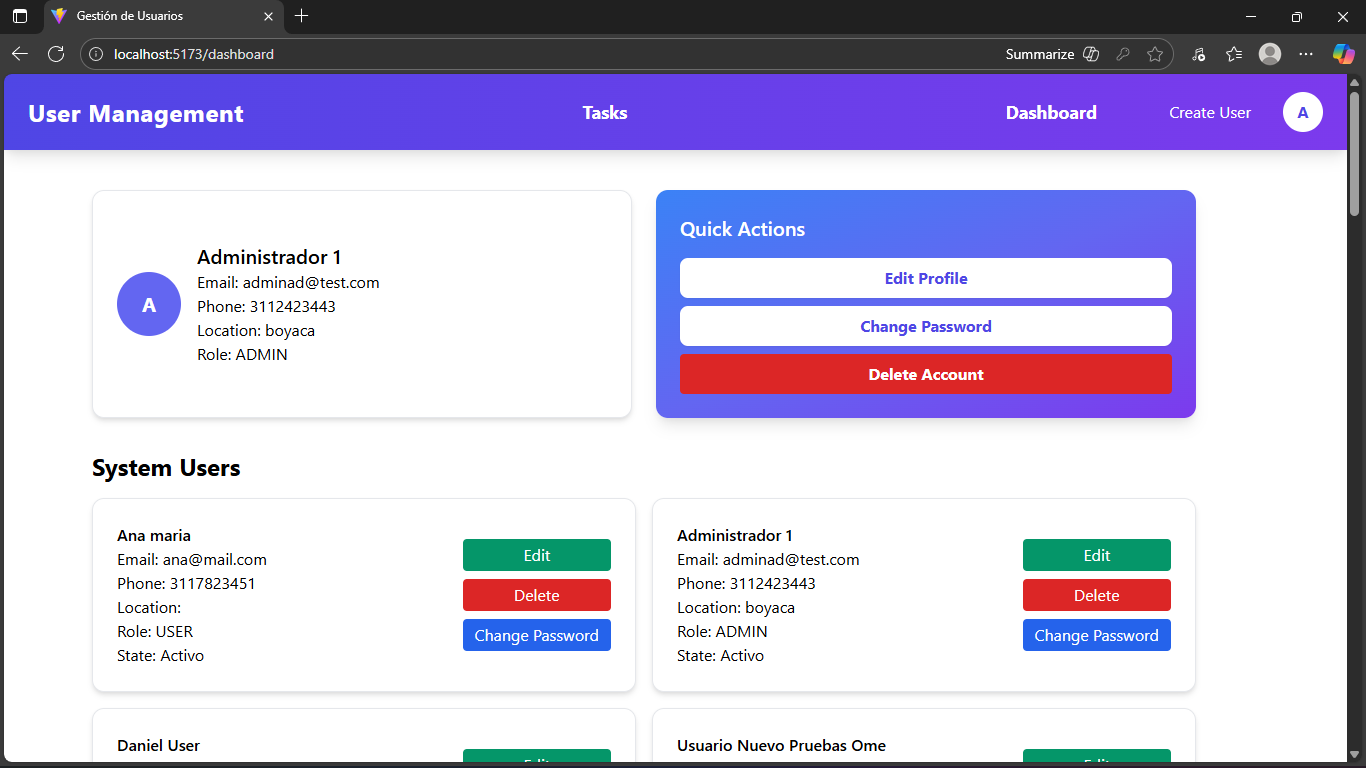 Gestión de Usuarios
localhost:5173/dashboard
Summarize
User Management
Tasks
Dashboard
Create User
A
A
Administrador 1
Email: adminad@test.com
Phone: 3112423443
Location: boyaca
Role: ADMIN
Quick Actions
Edit Profile
Change Password
Delete Account
System Users
Ana maria
Email: ana@mail.com
Phone: 3117823451
Location:
Role: USER
State: Activo
Edit
Delete
Change Password
Administrador 1
Email: adminad@test.com
Phone: 3112423443
Location: boyaca
Role: ADMIN
State: Activo
Edit
Delete
Change Password
Daniel User
Edit
Usuario Nuevo Pruebas Ome
Edit